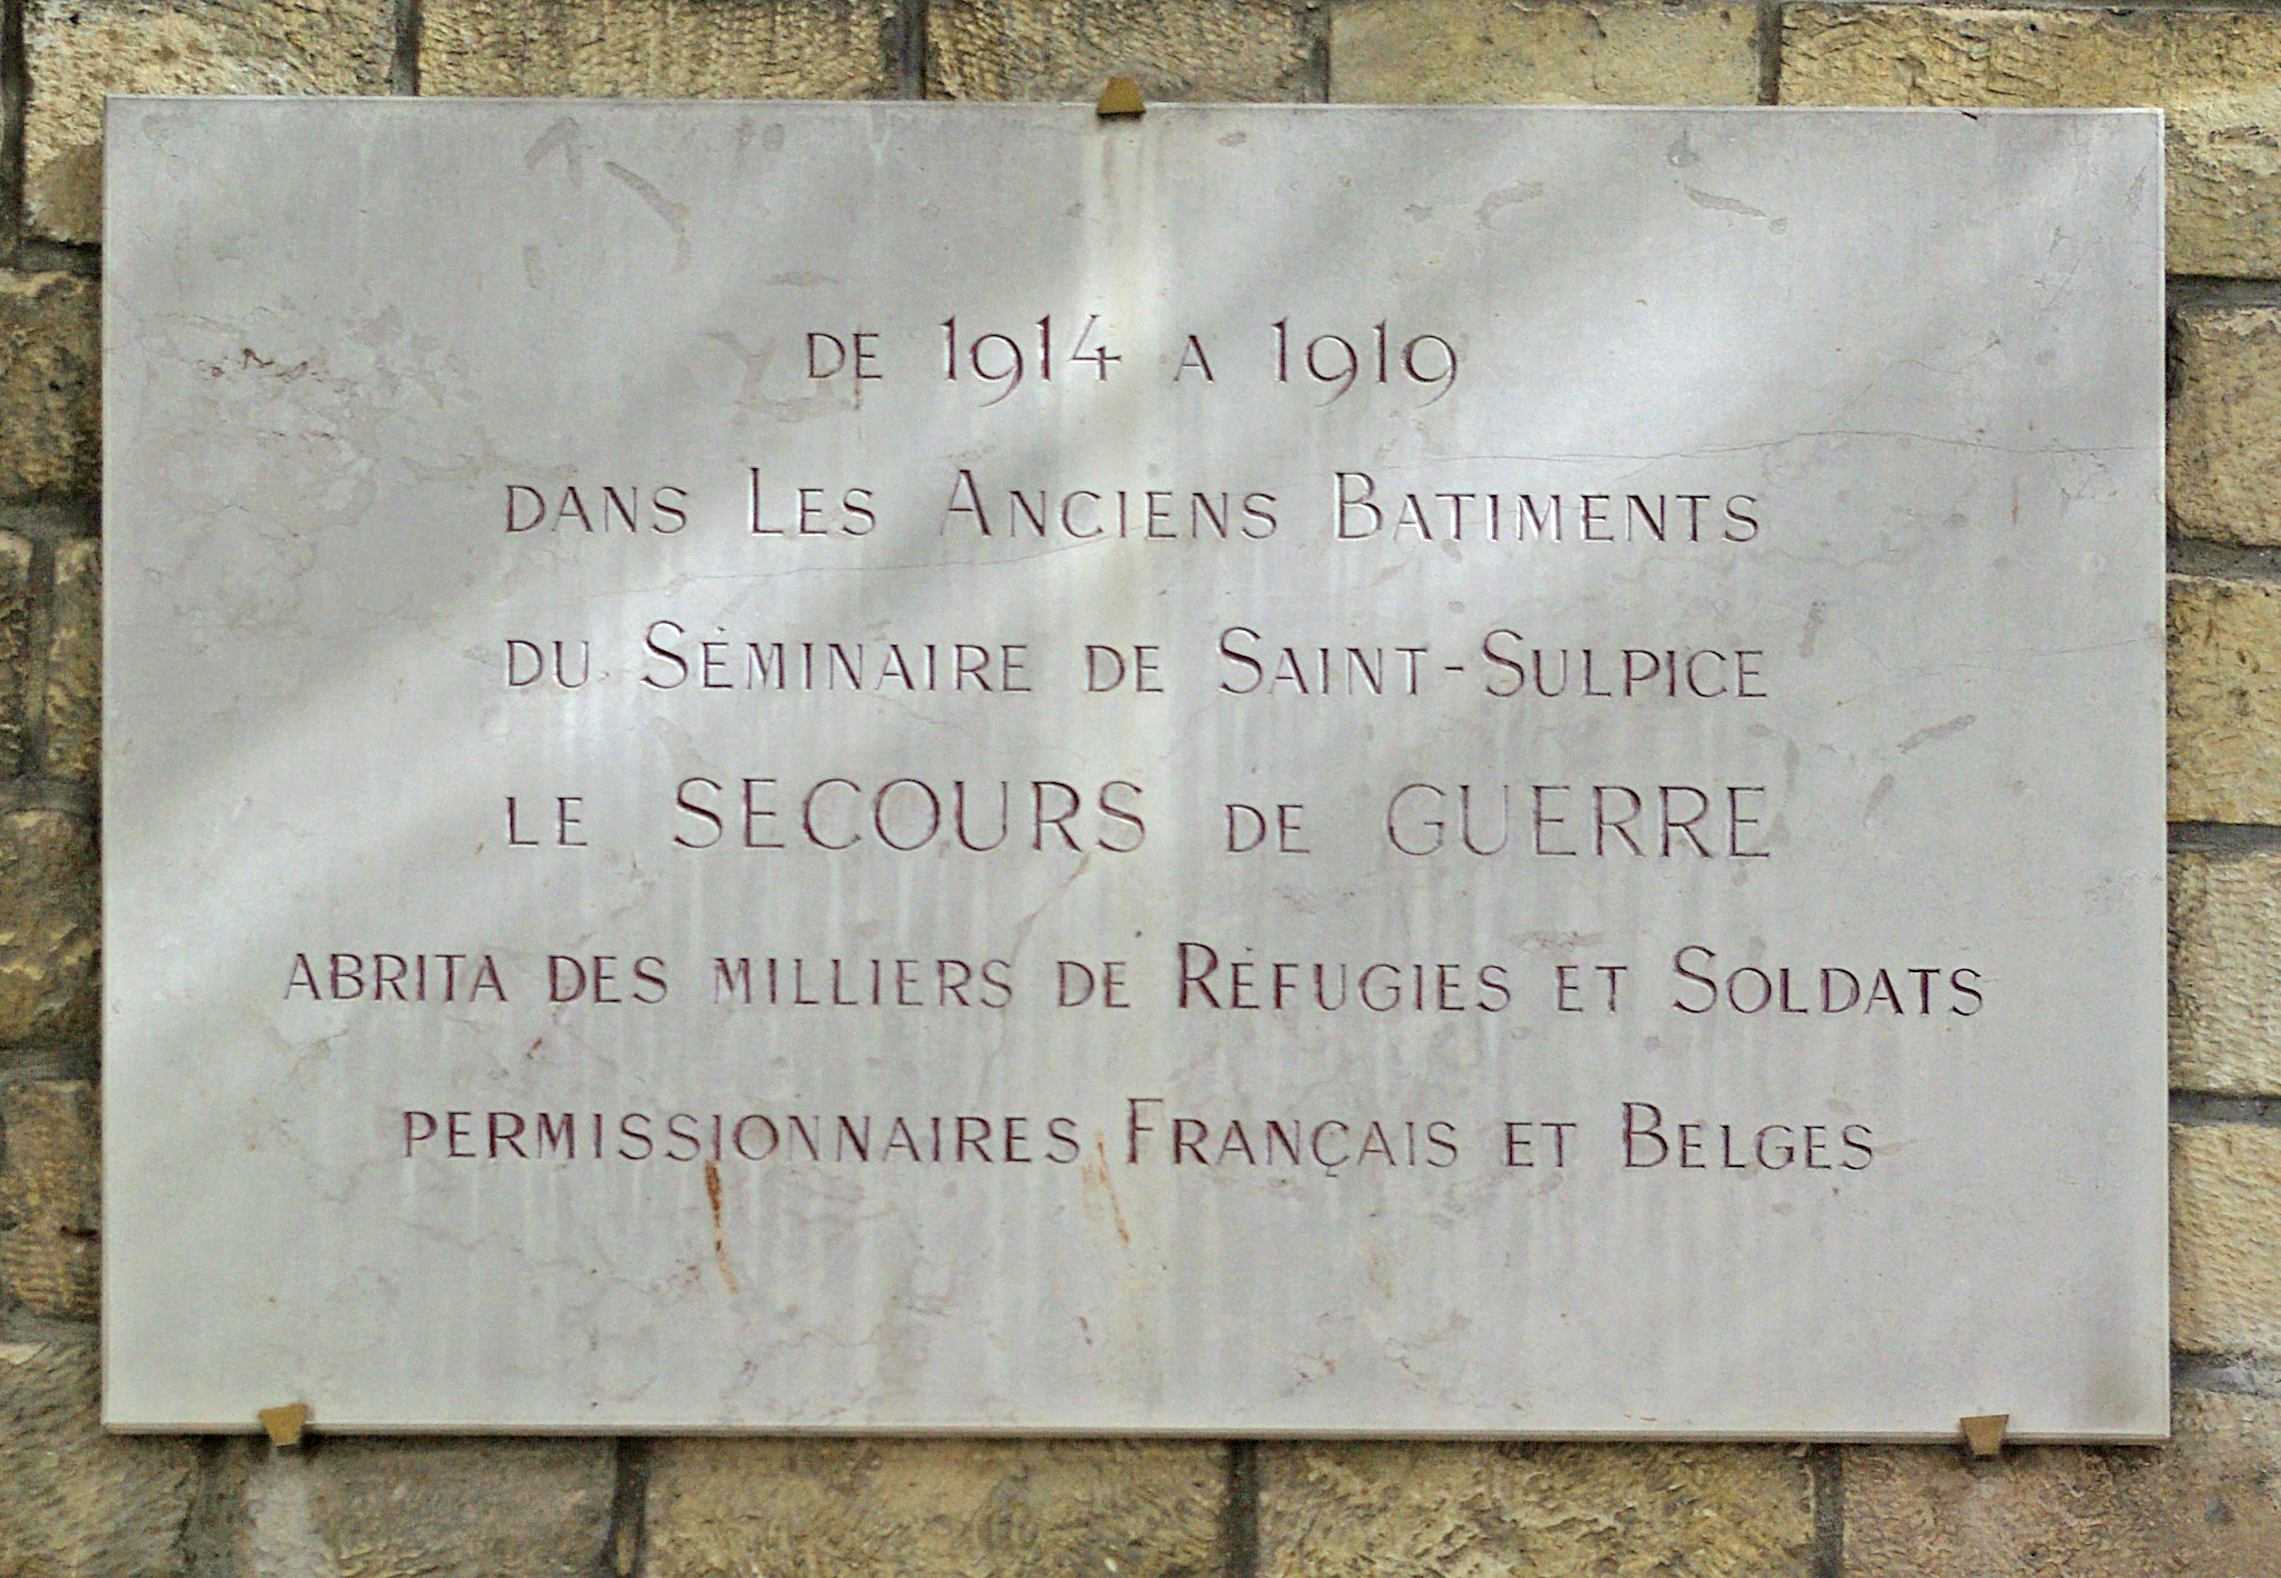 DE 1914 A 1919
DANS LES ANCIENS BATIMENTS
DU SÉMINAIRE DE SAINT-SULPICE
LE SECOURS DE GUERRE
ABRITA DES MILLIERS DE RÉFUGIES ET SOLDATS
PERMISSIONNAIRES FRANÇAIS ET BELGES